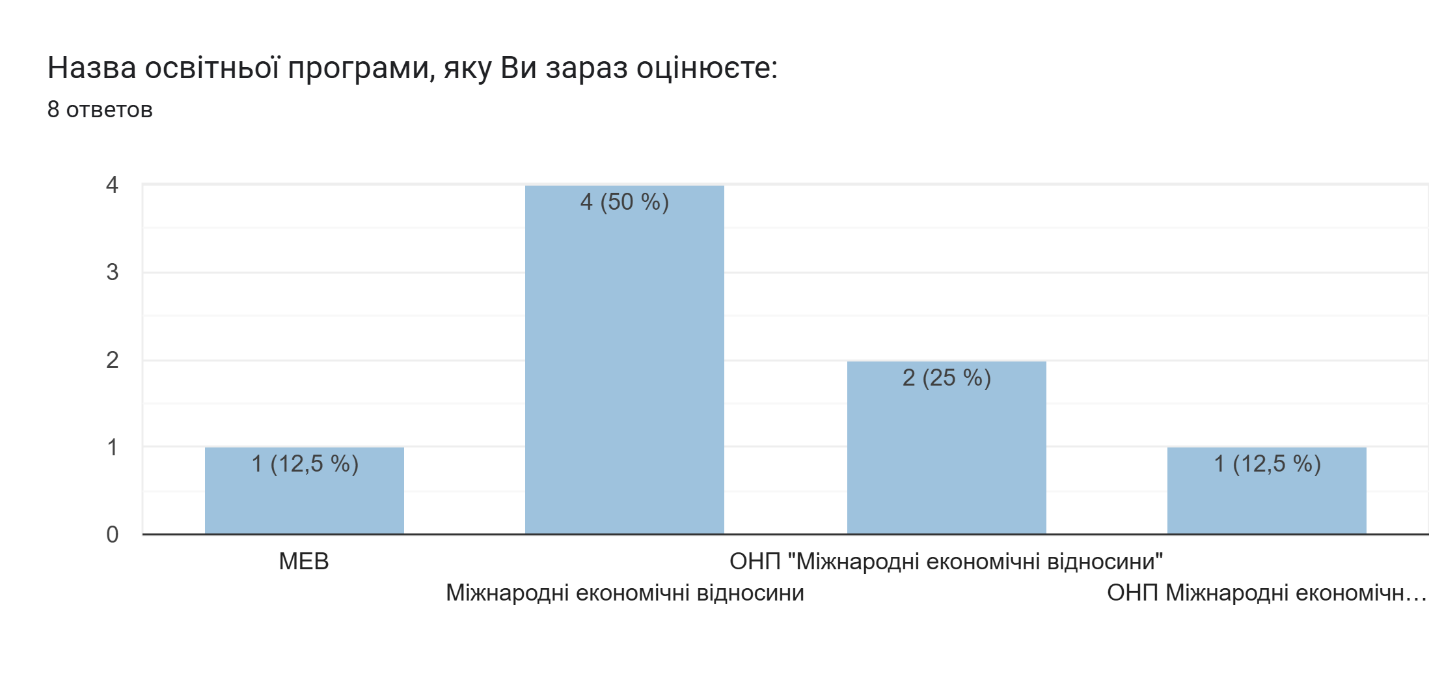 Назва освітньої програми, яку Ви зараз оцінюєте:
8 ответов
4
3
2
1
0
4 (50 %)
2 (25 %)
1 (12,5 %)
1 (12,5 %)
МЕВ
ОНП "Міжнародні економічні відносини"
Міжнародні економічні відносини
ОНП Міжнародні економічн…